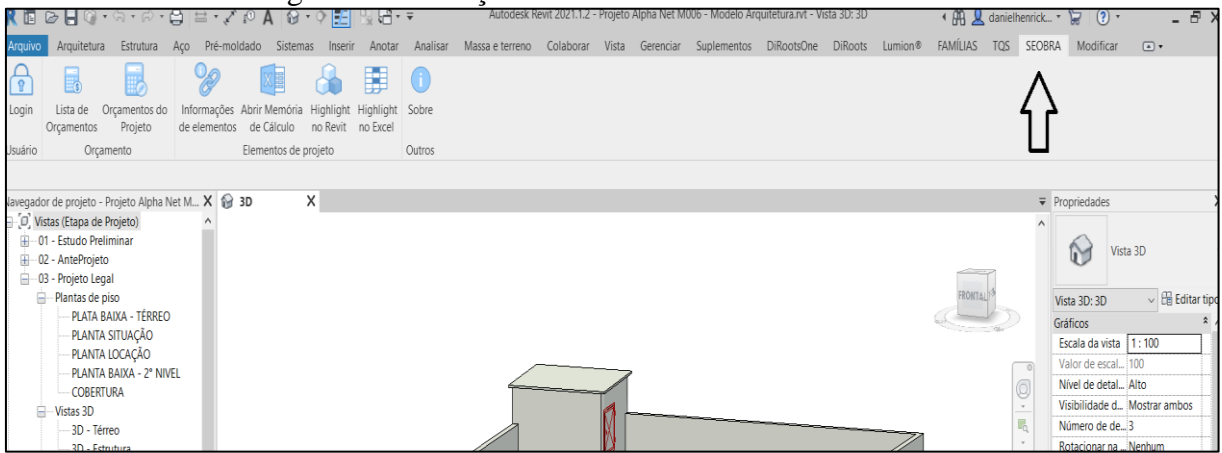 Autodesk Revit 2021.1.2 - Projeto Alpha Net M006 - Modelo Arquitetura.rvt - Vista 3D: 3D
danielhenrick...
Arquivo Arquitetura Estrutura Aço Pré-moldado Sistemas Inserir Anotar Analisar Massa e terreno Colaborar Vista Gerenciar Suplementos DiRootsOne DiRoots Lumion® FAMÍLIAS TQS SEOBRA Modificar
Login Lista de Orçamentos do Informações Abrir Memória Highlight Highlight Sobre
Orçamentos Projeto de elementos de Cálculo no Revit no Excel
Usuário Orçamento Elementos de projeto Outros
Navegador de projeto - Projeto Alpha Net M... X 3D X Propriedades
Vistas (Etapa de Projeto)
01 - Estudo Preliminar
02 - AnteProjeto
03 - Projeto Legal
Plantas de piso
PLATA BAIXA - TÉRREO
PLANTA SITUAÇÃO
PLANTA LOCAÇÃO
PLANTA BAIXA - 2° NIVEL
COBERTURA
Vistas 3D
3D - Térreo
3D - Estrutura
FRONTAL
Vista 3D
Vista 3D: 3D Editar tipo
Gráficos
Escala da vista 1 : 100
Valor de escal... 100
Nível de detal... Alto
Visibilidade d... Mostrar ambos
Número de de... 3
Rotacionar na ... Nenhum